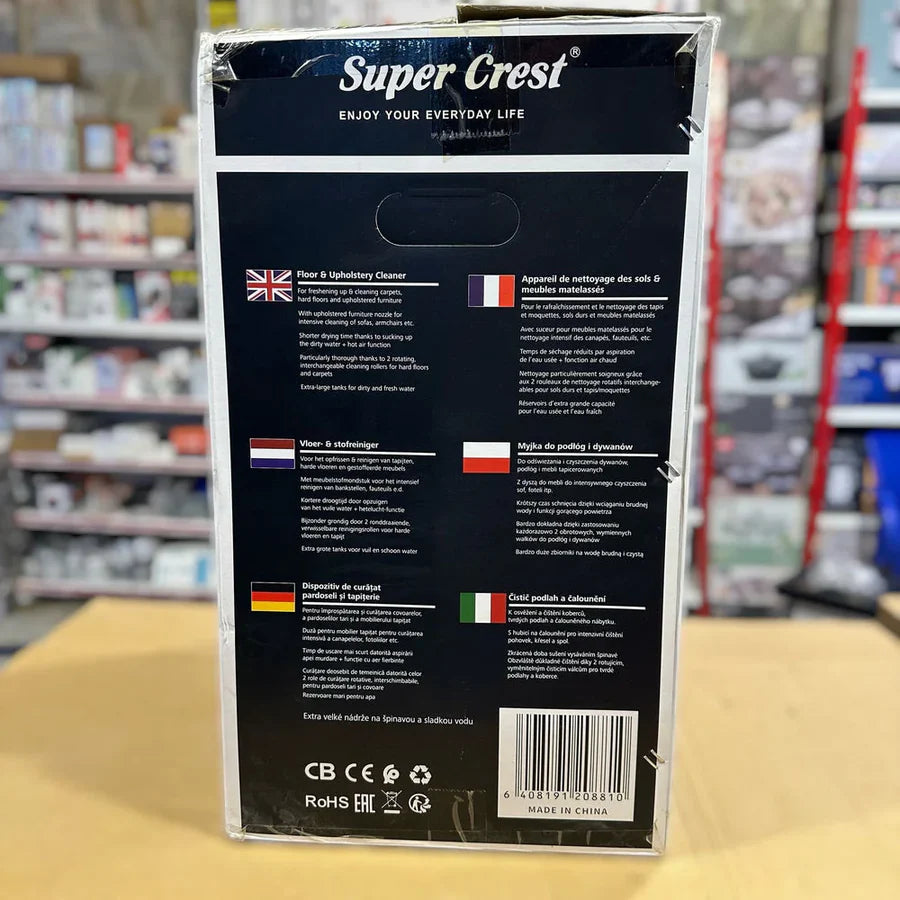 Super Crest®
ENJOY YOUR EVERYDAY LIFE
Floor & Upholstery Cleaner
For freshening up & cleaning carpets,
hard floors and upholstered furniture
With upholstered furniture nozzle for
intensive cleaning of sofas, armchairs etc.
Shorter drying time thanks to sucking up
the dirty water + hot air function
Particularly thorough thanks to 2 rotating,
interchangeable cleaning rollers for hard floors
and carpets
Extra-large tanks for dirty and fresh water
Appareil de nettoyage des sols &
meubles matelassés
Pour le rafraîchissement et le nettoyage des tapis
et moquettes, sols durs et meubles matelassés
Avec suceur pour meubles matelassés pour le
nettoyage intensif des canapés, fauteuils, etc.
Temps de séchage réduits par aspiration
de l'eau usée + fonction air chaud
Nettoyage particulièrement soigneux grâce
aux 2 rouleaux de nettoyage rotatifs interchange-
ables pour sols durs et tapis/moquettes
Réservoirs d'extra grande capacité
pour l'eau usée et l'eau fraîch
Vloer- & stofreiniger
Voor het opfrissen & reinigen van tapijten,
harde vloeren en gestoffeerde meubels
Met meubelstofmondstuk voor het intensief
reinigen van bankstellen, fauteuils e.d.
Kortere droogtijd door opzuigen
van het vuile water + hetelucht-functie
Bijzonder grondig door 2 ronddraaiende,
verwisselbare reinigingsrollen voor harde
vloeren en tapijt
Extra grote tanks voor vuil en schoon water
Myjka do podłóg i dywanów
Do odświeżania i czyszczenia dywanów,
podłóg i mebli tapicerowanych
Z dyszą do mebli do intensywnego czyszczenia
sof, foteli itp.
Krótszy czas schnięcia dzięki wciąganiu brudnej
wody i funkcji gorącego powietrza
Bardzo dokładna dzięki zastosowaniu
każdorazowo 2 obrotowych, wymiennych
wałków do podłóg i dywanów
Bardzo duże zbiorniki na wodę brudną i czystą
Dispozitiv de curățat
pardoseli și tapițerie
Pentru împrospătarea și curățarea covoarelor,
a pardoselilor tari și a mobilierului tapițat
Duză pentru mobilier tapițat pentru curățarea
intensivă a canapelelor, fotoliilor etc.
Timp de uscare mai scurt datorită aspirării
apei murdare + funcție cu aer fierbinte
Curățare deosebit de temeinică datorită celor
2 role de curățare rotative, interschimbabile,
pentru pardoseli tari și covoare
Rezervoare mari pentru apa
Čistič podlah a čalounění
K osvěžení a čištění koberců,
tvrdých podlah a čalouněného nábytku.
S hubicí na čalounění pro intenzivní čištění
pohovek, křesel a spol.
Zkrácená doba sušení vysáváním špinavé
Obzvláště důkladné čištění díky 2 rotujícím,
vyměnitelným čisticím válcům pro tvrdé
podlahy a koberce.
Extra velké nádrže na špinavou a sladkou vodu
CB CE
RoHS EAC
6 408191 208810
MADE IN CHINA